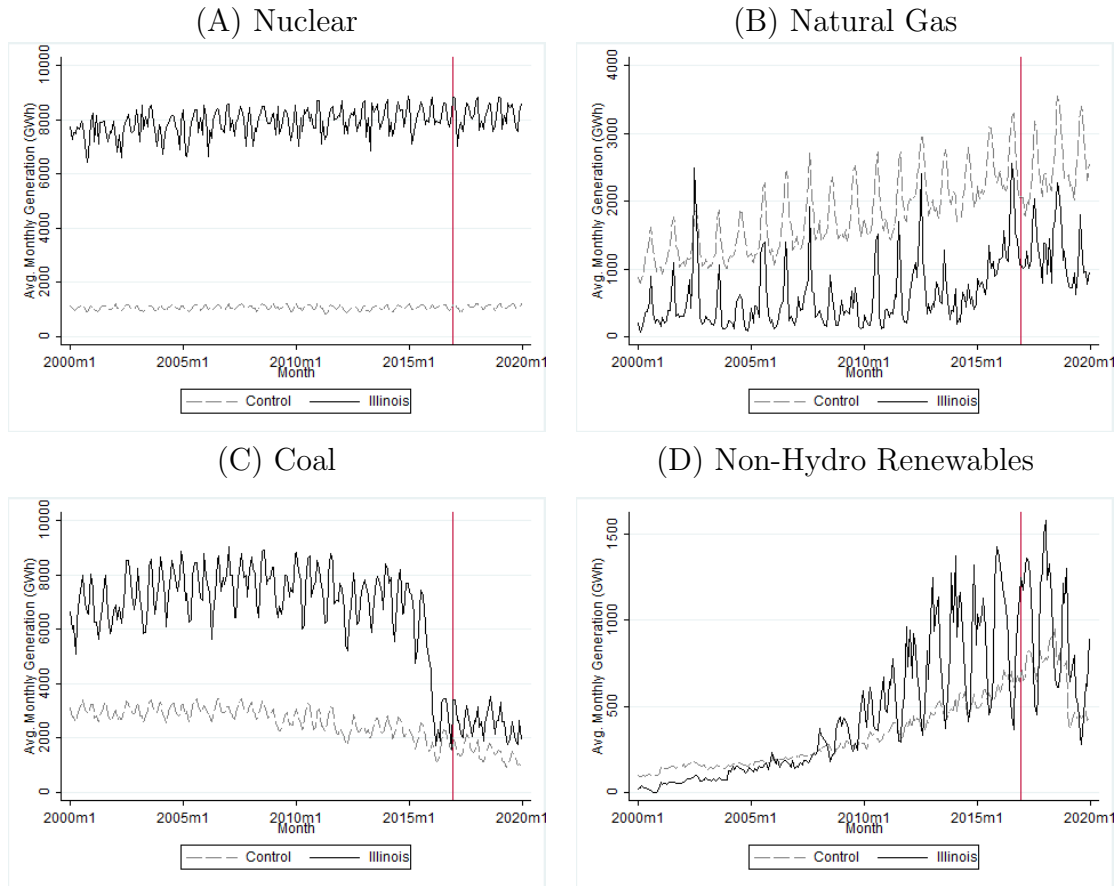 (A) Nuclear
Avg. Monthly Generation (GWh)
10000
8000
6000
4000
2000
0
2000m1 2005m1 2010m1 2015m1 2020m1
Month
Control Illinois
(B) Natural Gas
Avg. Monthly Generation (GWh)
4000
3000
2000
1000
0
2000m1 2005m1 2010m1 2015m1 2020m1
Month
Control Illinois
(C) Coal
Avg. Monthly Generation (GWh)
10000
8000
6000
4000
2000
0
2000m1 2005m1 2010m1 2015m1 2020m1
Month
Control Illinois
(D) Non-Hydro Renewables
Avg. Monthly Generation (GWh)
1500
1000
500
0
2000m1 2005m1 2010m1 2015m1 2020m1
Month
Control Illinois